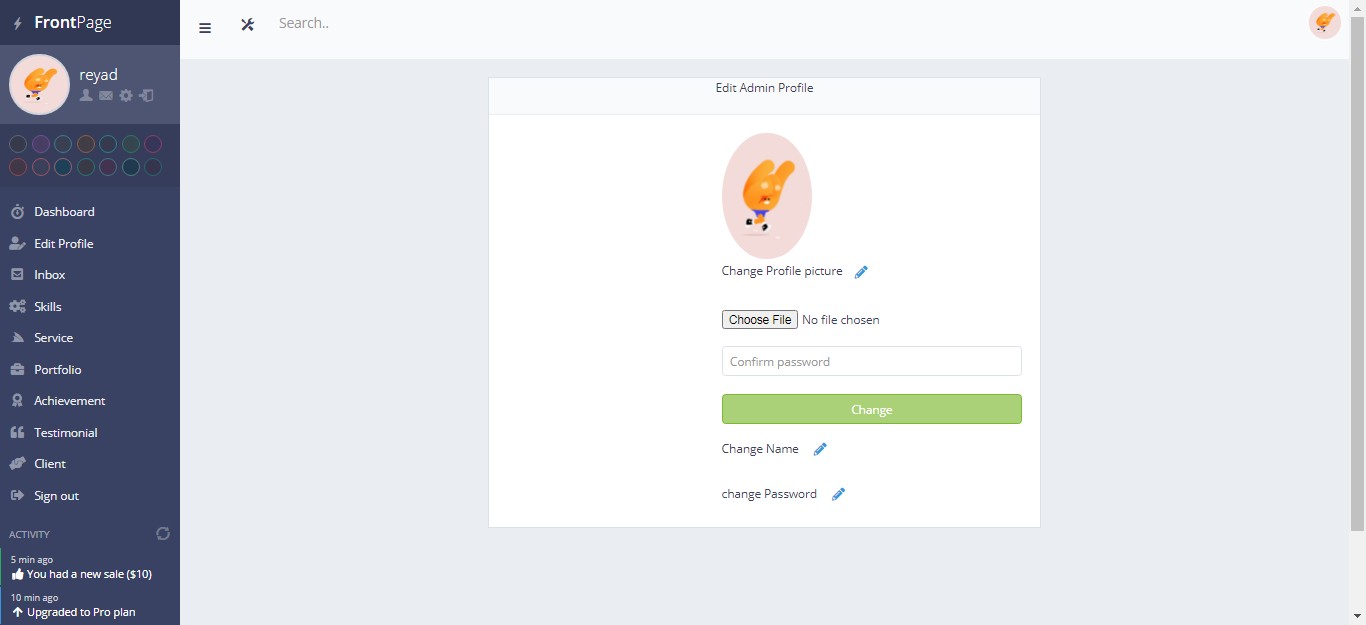 FrontPage
Search..
reyad
Edit Admin Profile
Change Profile picture
Choose File No file chosen
Confirm password
Change
Change Name
change Password
Dashboard
Edit Profile
Inbox
Skills
Service
Portfolio
Achievement
Testimonial
Client
Sign out
ACTIVITY
5 min ago
You had a new sale ($10)
10 min ago
Upgraded to Pro plan